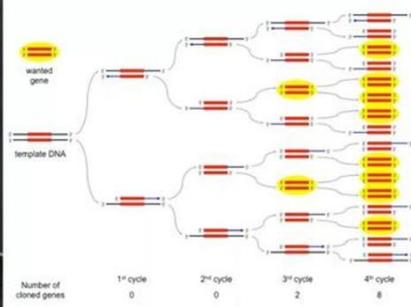 wanted
gene
template DNA
1st cycle
2nd cycle
3rd cycle
4th cycle
Number of
cloned genes
0
0
2
8